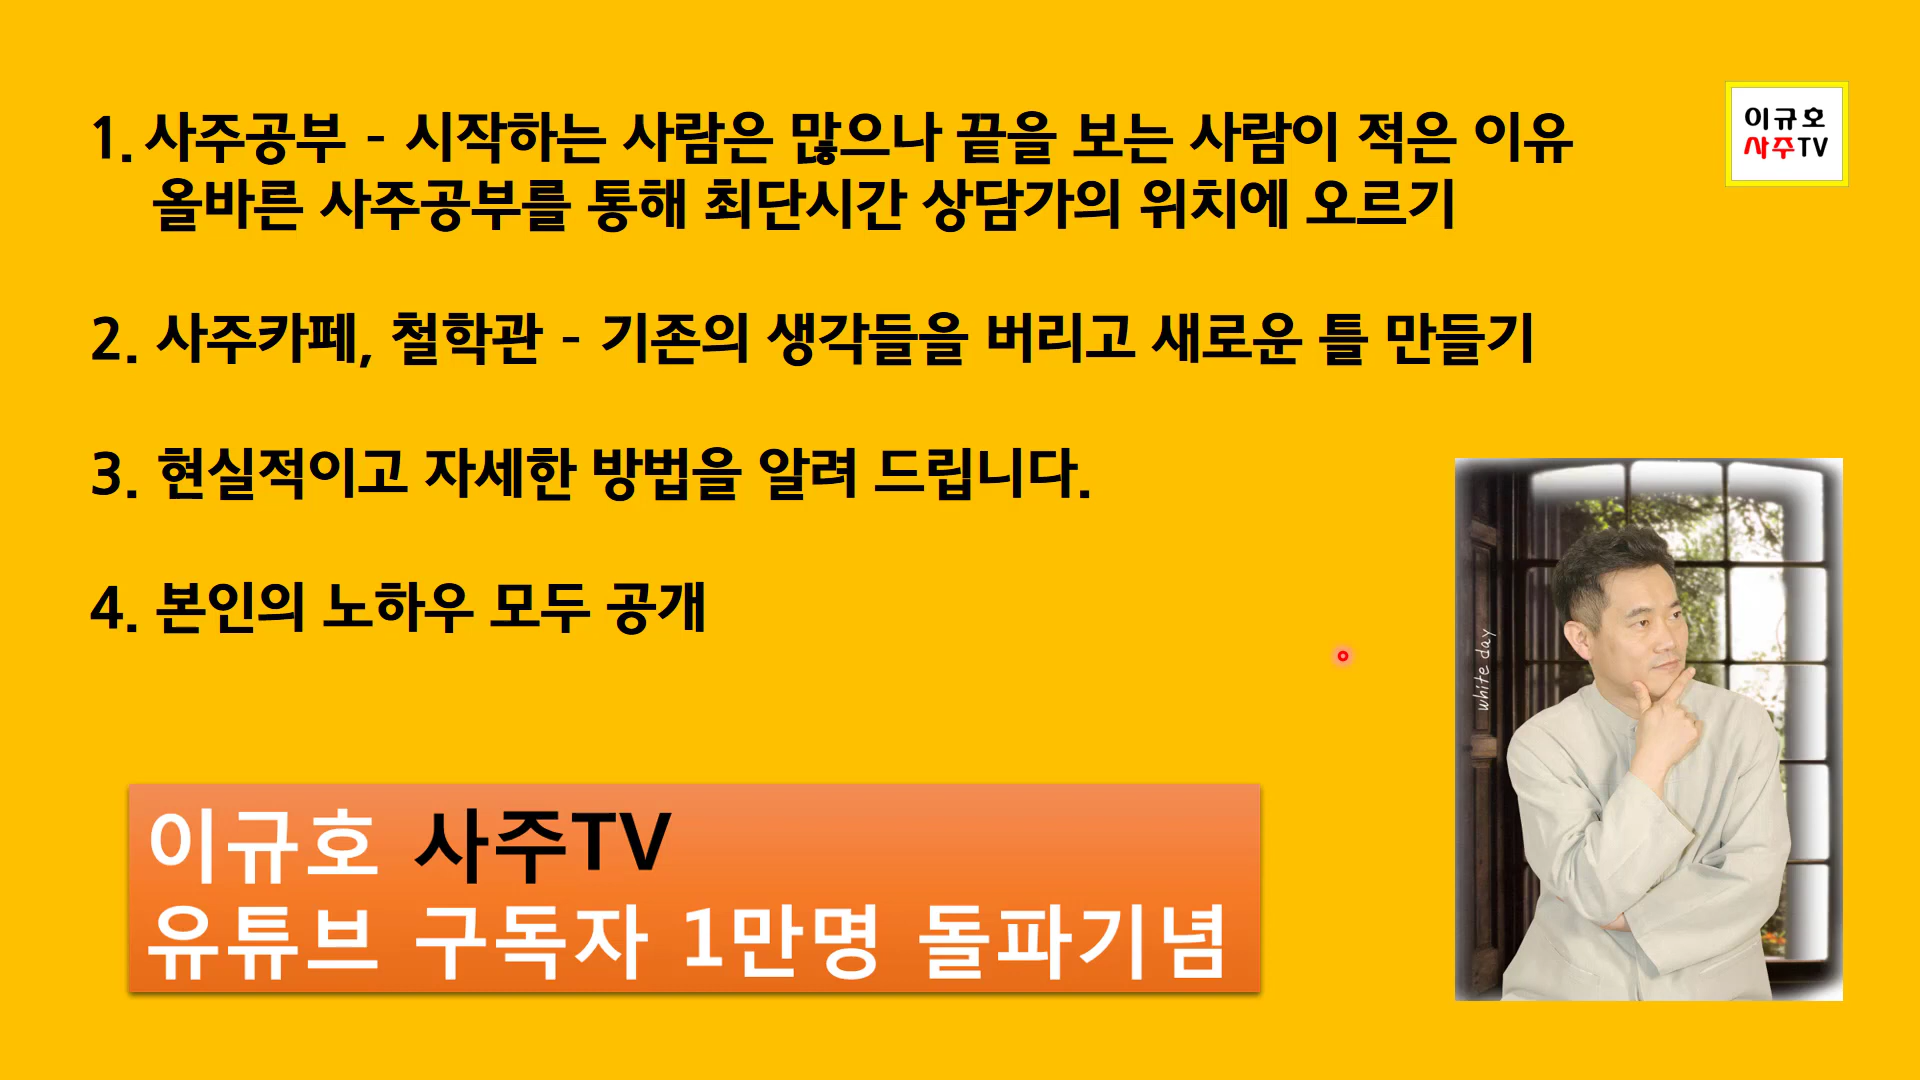 1. 사주공부 - 시작하는 사람은 많으나 끝을 보는 사람이 적은 이유
올바른 사주공부를 통해 최단시간 상담가의 위치에 오르기
2. 사주카페, 철학관 - 기존의 생각들을 버리고 새로운 틀 만들기
3. 현실적이고 자세한 방법을 알려 드립니다.
4. 본인의 노하우 모두 공개
이규호 사주TV
유튜브 구독자 1만명 돌파기념
이규호
사주TV
white day